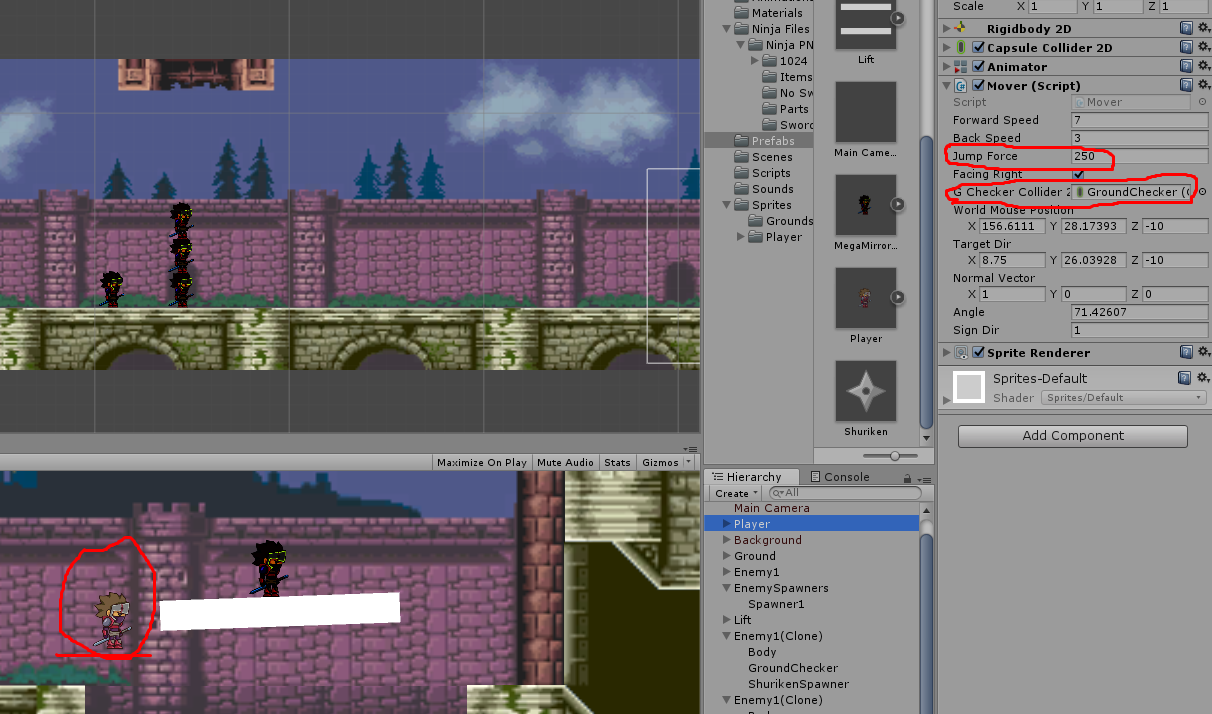 Materials
Ninja Files
Ninja PN
1024
Items
No Sw
Parts
Sword
Prefabs
Scenes
Scripts
Sounds
Sprites
Grounds
Player
Lift
Main Came...
MegaMirror...
Player
Shuriken
Scale X 1 Y 1 Z 1
Rigidbody 2D
Capsule Collider 2D
Animator
Mover (Script)
Script Mover
Forward Speed 7
Back Speed 3
Jump Force 250
Facing Right
G Checker Collider 2 GroundChecker (
World Mouse Position
X 156.6111 Y 28.17393 Z -10
Target Dir
X 8.75 Y 26.03928 Z -10
Normal Vector
X 1 Y 0 Z 0
Angle 71.42607
Sign Dir 1
Sprite Renderer
Sprites-Default
Shader Sprites/Default
Add Component
Maximize On Play Mute Audio Stats Gizmos
Hierarchy Console
Create All
Main Camera
Player
Background
Ground
Enemy1
EnemySpawners
Spawner1
Lift
Enemy1(Clone)
Body
GroundChecker
ShurikenSpawner
Enemy1(Clone)